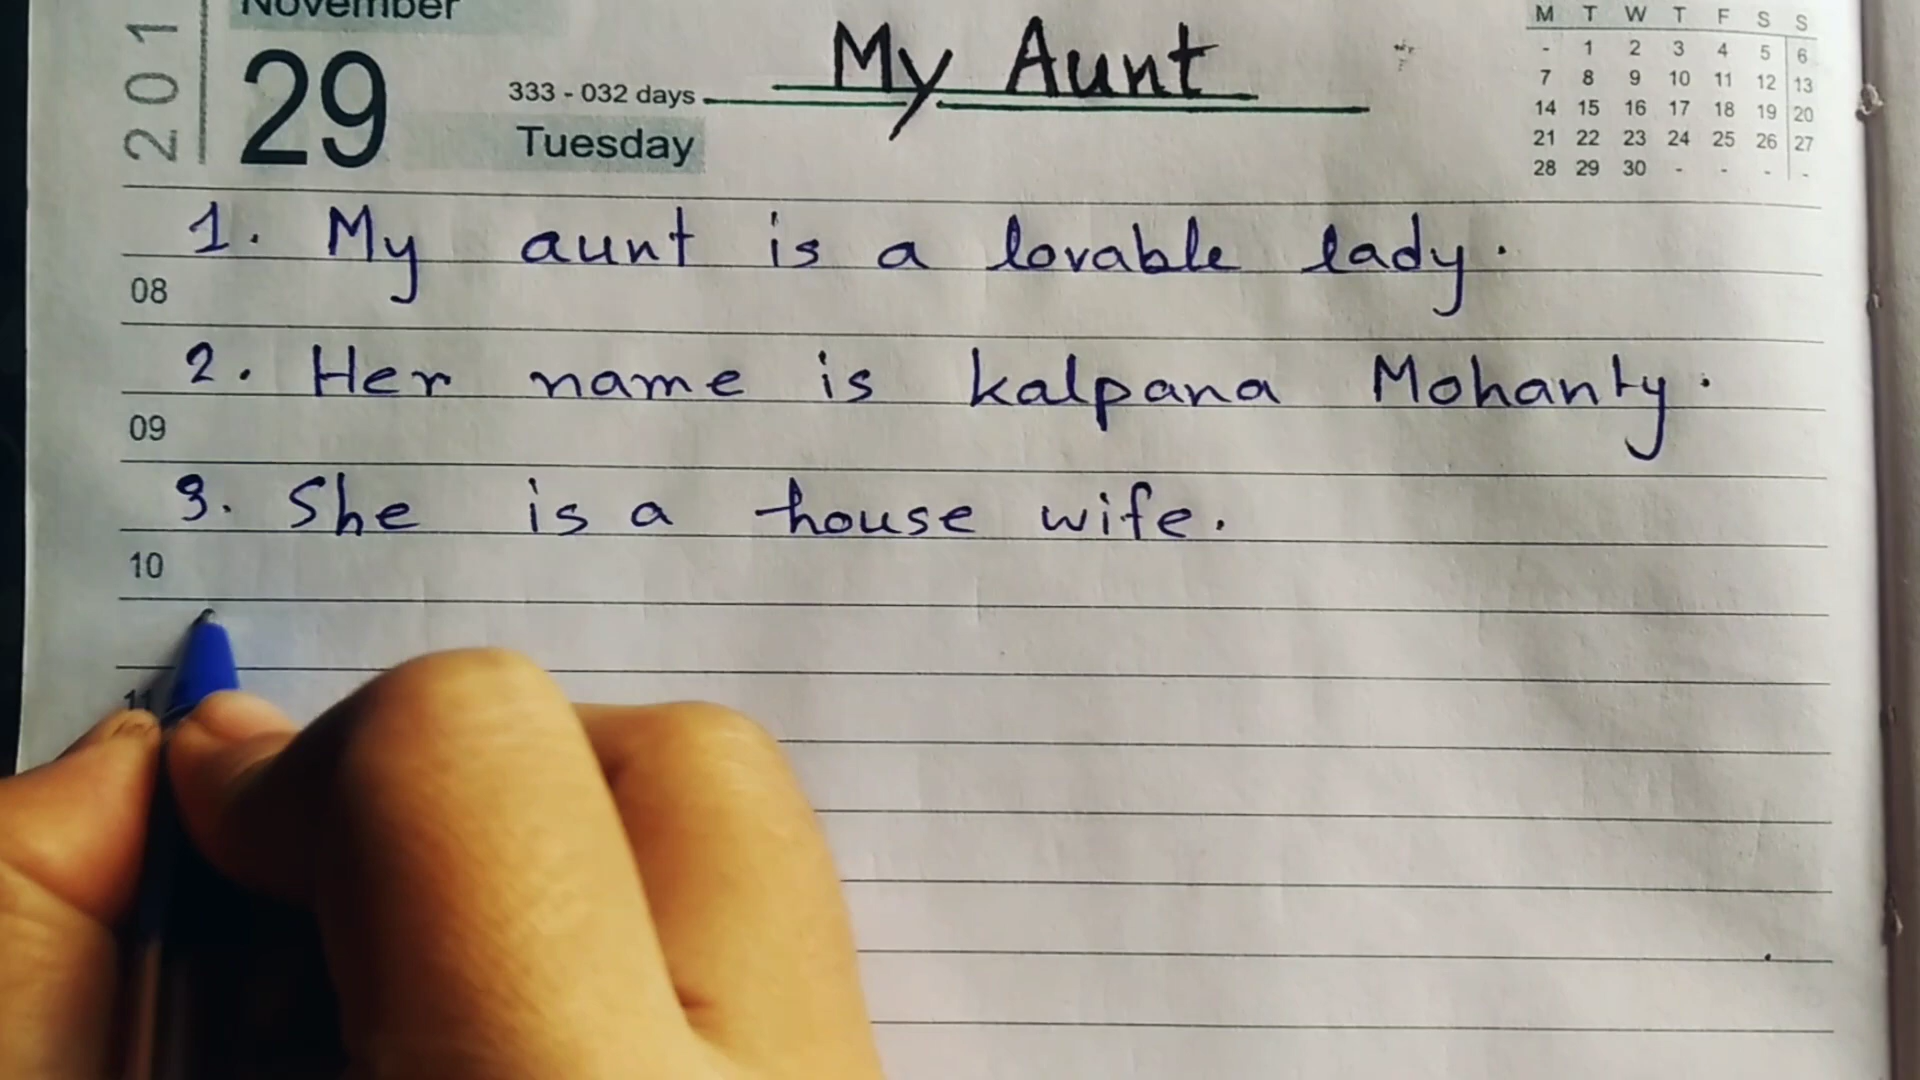 November
201
29
333 - 032 days
Tuesday
My Aunt
M T W T F S S
- 1 2 3 4 5 6
7 8 9 10 11 12 13
14 15 16 17 18 19 20
21 22 23 24 25 26 27
28 29 30 - - - -
1. My aunt is a lovable lady.
08
2. Her name is kalpana Mohanty.
09
3. She is a house wife.
10
11